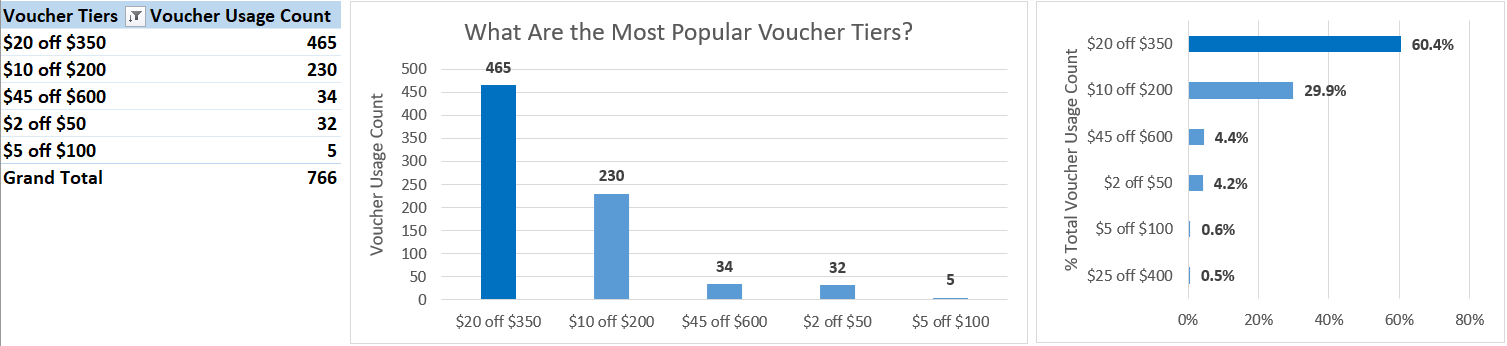 Voucher Tiers Voucher Usage Count
$20 off $350 465
$10 off $200 230
$45 off $600 34
$2 off $50 32
$5 off $100 5
Grand Total 766
What Are the Most Popular Voucher Tiers?
Voucher Usage Count
500
450
400
350
300
250
200
150
100
50
0
465
230
34
32
5
$20 off $350 $10 off $200 $45 off $600 $2 off $50 $5 off $100
% Total Voucher Usage Count
$20 off $350 60.4%
$10 off $200 29.9%
$45 off $600 4.4%
$2 off $50 4.2%
$5 off $100 0.6%
$25 off $400 0.5%
0% 20% 40% 60% 80%